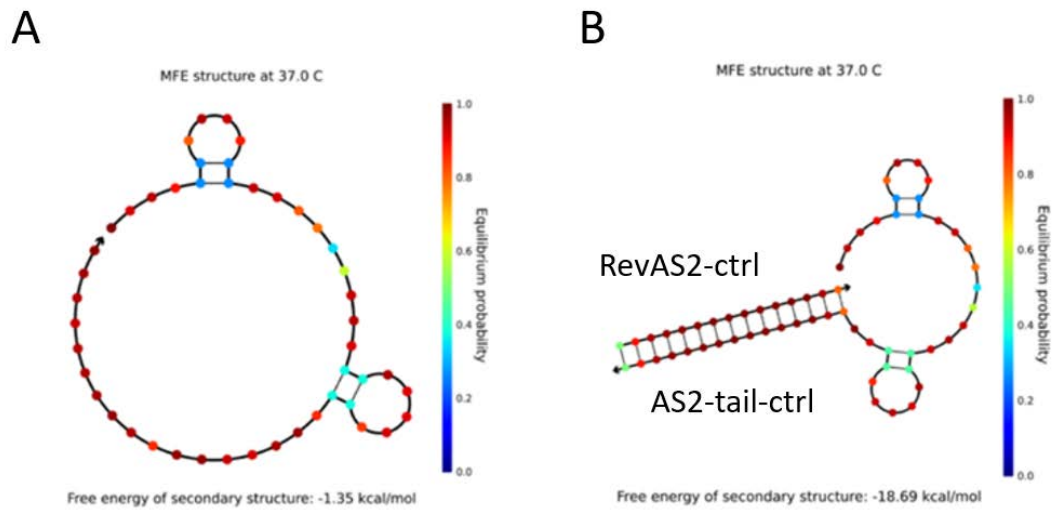 A
MFE structure at 37.0 C
1.0
0.8
0.6
0.4
0.2
0.0
Equilibrium probability
Free energy of secondary structure: -1.35 kcal/mol
B
MFE structure at 37.0 C
RevAS2-ctrl
AS2-tail-ctrl
1.0
0.8
0.6
0.4
0.2
0.0
Equilibrium probability
Free energy of secondary structure: -18.69 kcal/mol